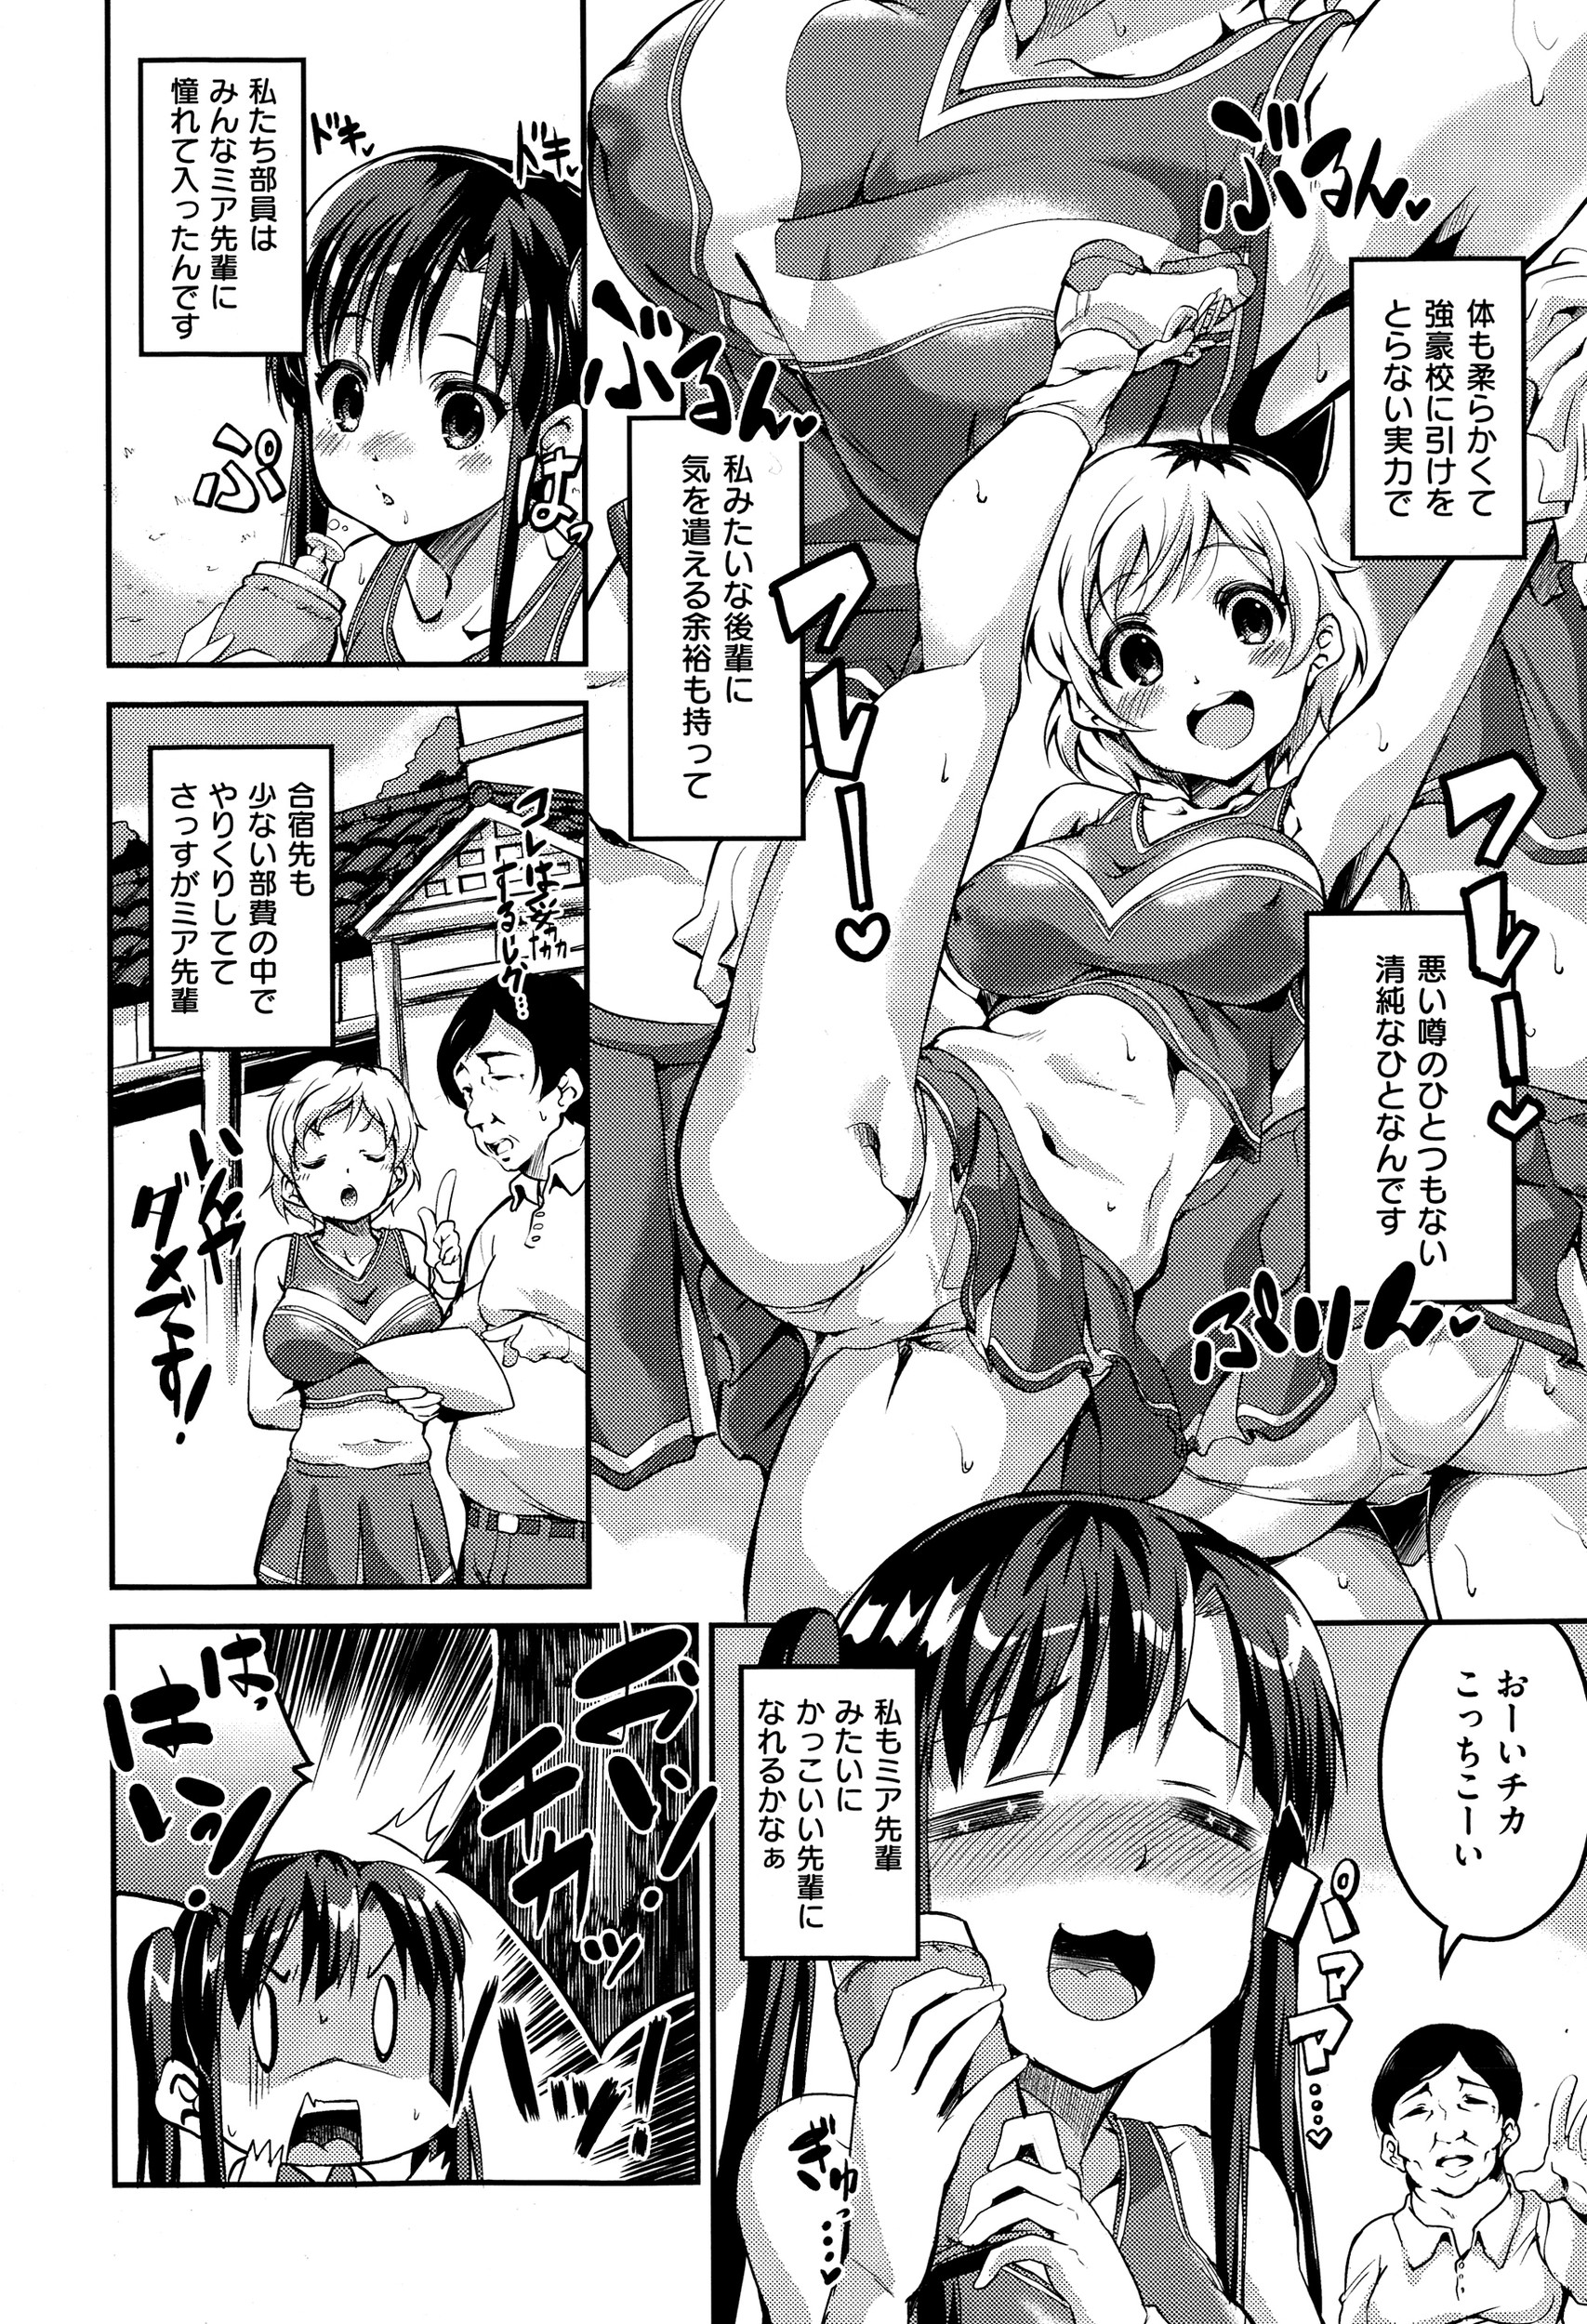 体も柔らかくて
強豪校に引けを
とらない実力で
ぶるんっ♥
ぶるんっ♥
私みたいな後輩に
気を遣える余裕も持って
フレー♥
フレー♥
悪い噂のひとつもない
清純なひとなんです
ぷりんっ♥
ドキ♥
ドキ♥
私たち部員は
みんなミア先輩に
憧れて入ったんです
ぷ
はっ
合宿先も
少ない部費の中で
やりくりしてて
さっすがミア先輩
コレは
いんや
ダメです!
おーいチカ
こっちこーい
私もミア先輩
みたいに
かっこいい先輩に
なれるかなぁ
パァァ…♥
ぎゅっ…♥
はっ
はいっ!